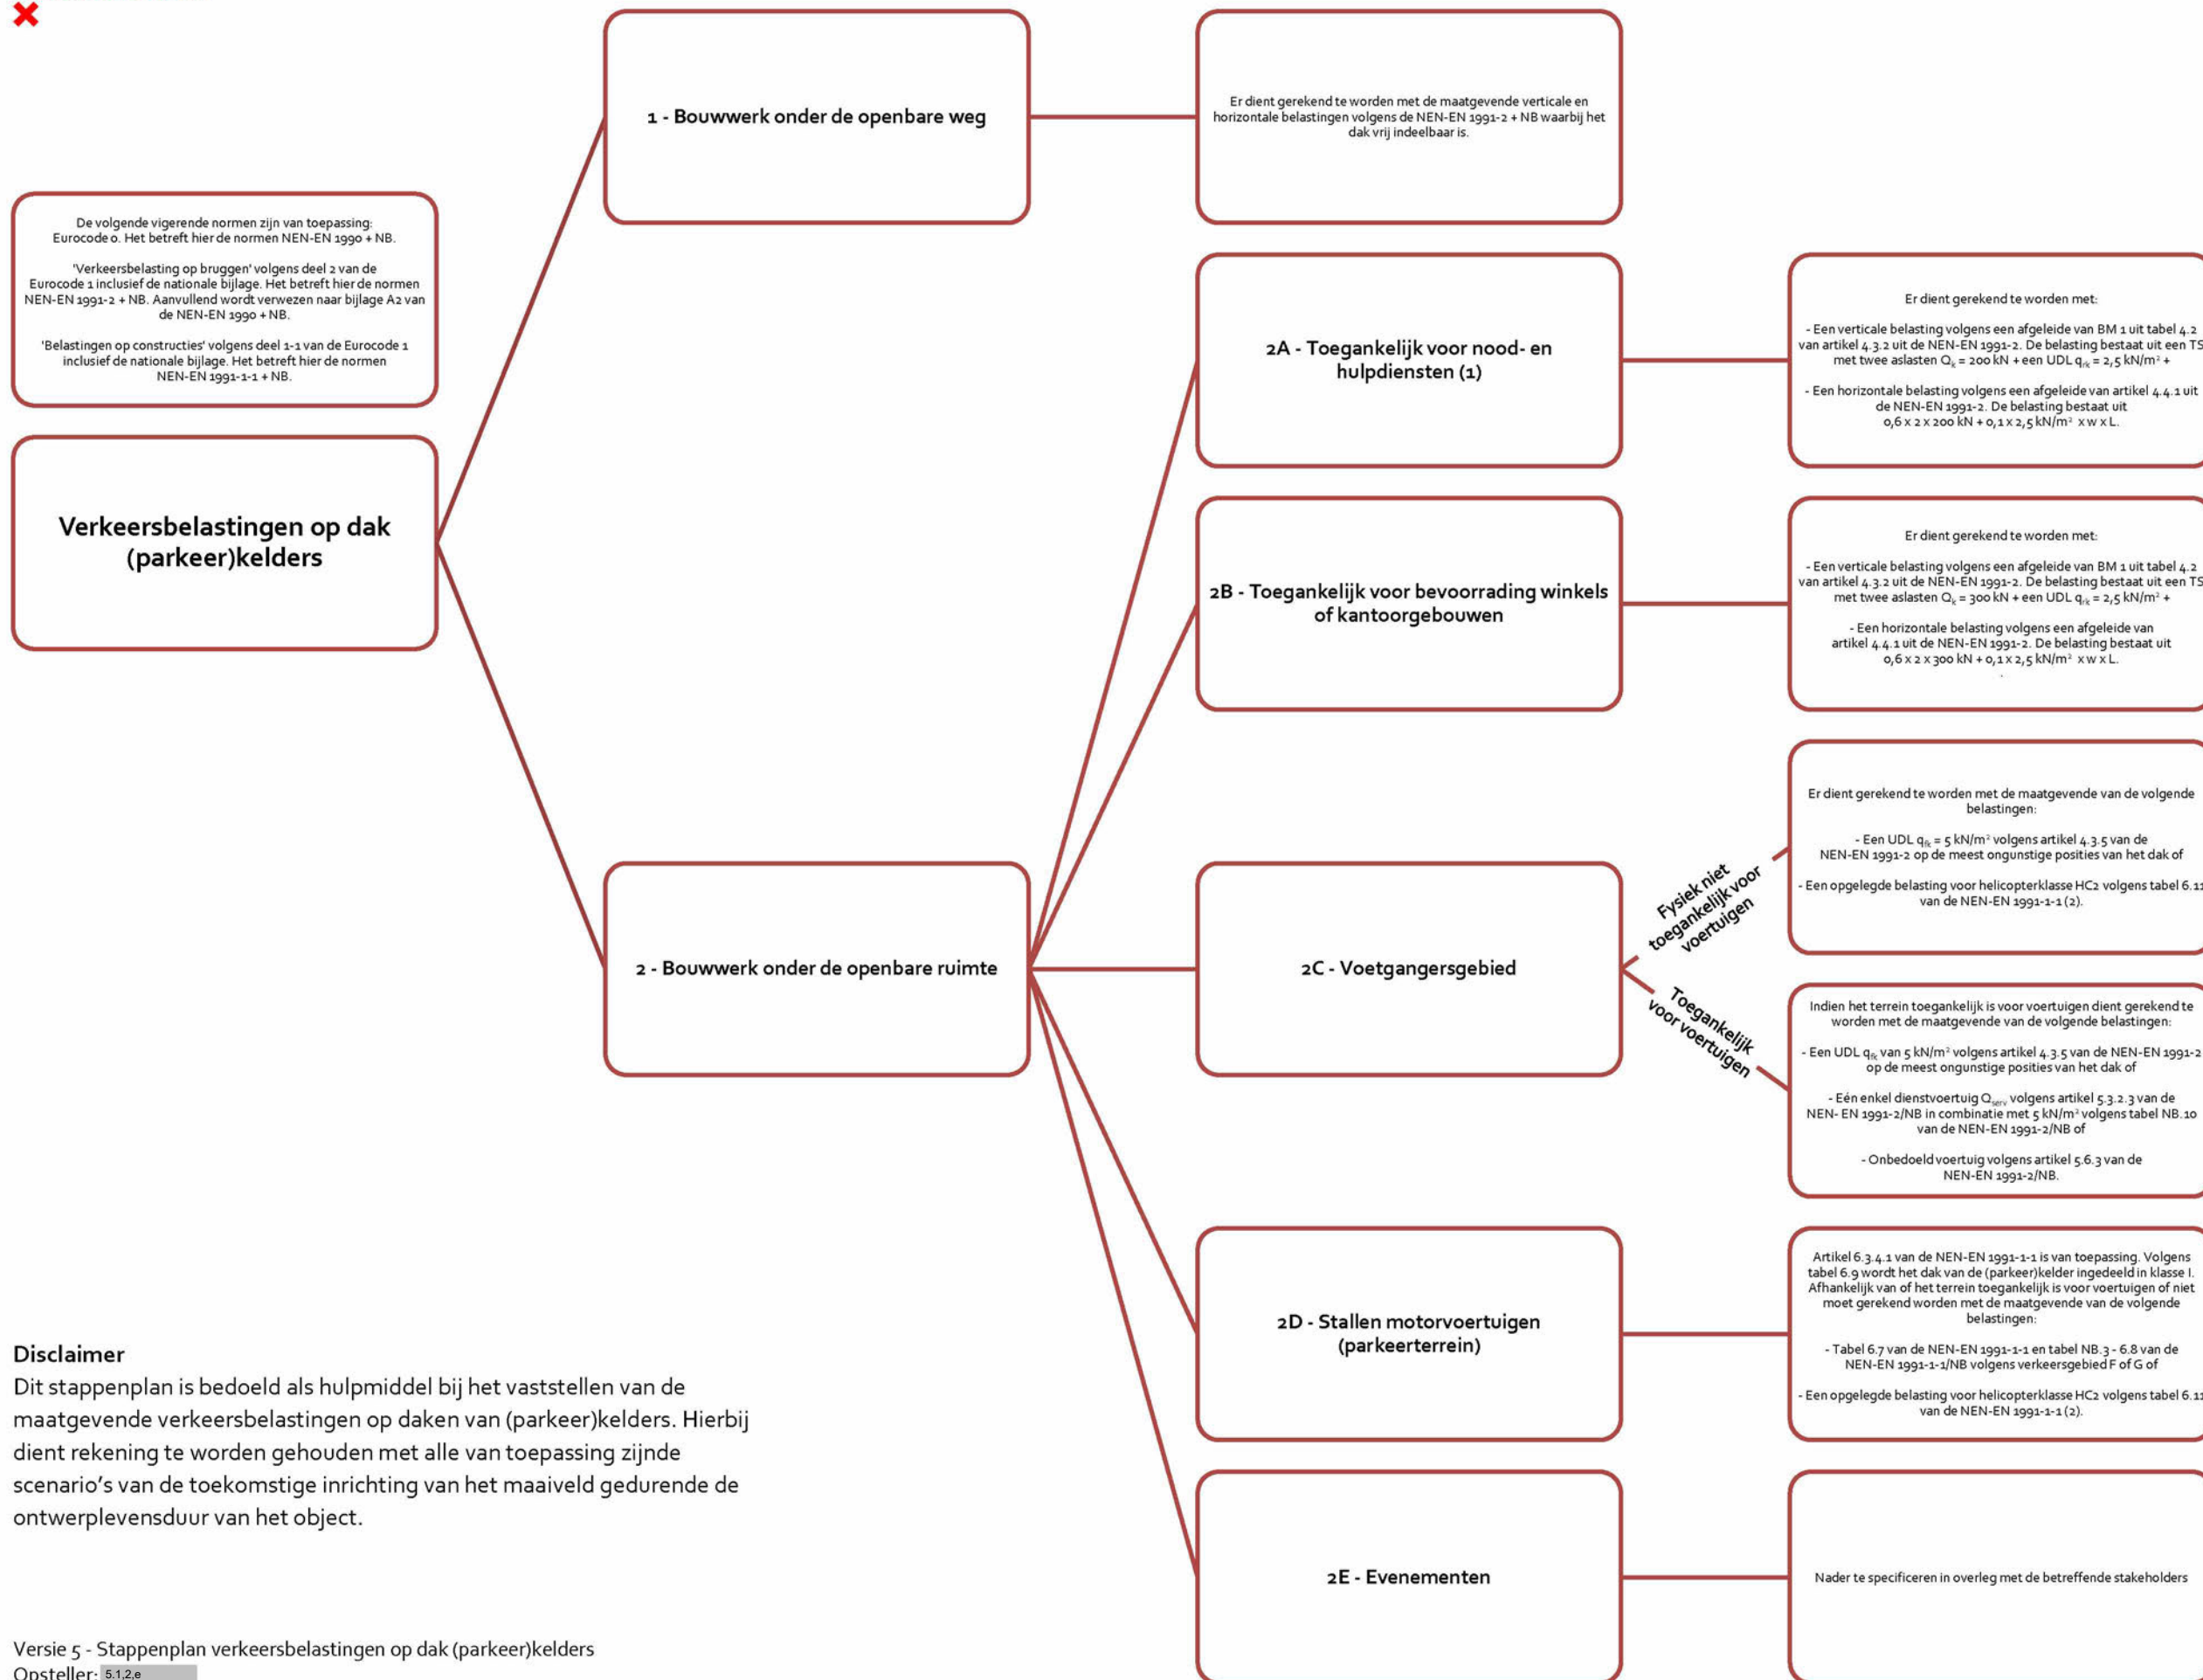 De volgende vigerende normen zijn van toepassing:
Eurocode 0. Het betreft hier de normen NEN-EN 1990 + NB.
'Verkeersbelasting op bruggen' volgens deel 2 van de
Eurocode 1 inclusief de nationale bijlage. Het betreft hier de normen
NEN-EN 1991-2 + NB. Aanvullend wordt verwezen naar bijlage A2 van
de NEN-EN 1990 + NB.
'Belastingen op constructies' volgens deel 1-1 van de Eurocode 1
inclusief de nationale bijlage. Het betreft hier de normen
NEN-EN 1991-1-1 + NB.
Verkeersbelastingen op dak
(parkeer)kelders
1 - Bouwwerk onder de openbare weg
Er dient gerekend te worden met de maatgevende verticale en
horizontale belastingen volgens de NEN-EN 1991-2 + NB waarbij het
dak vrij indeelbaar is.
2 - Bouwwerk onder de openbare ruimte
2A - Toegankelijk voor nood- en
hulpdiensten (1)
Er dient gerekend te worden met:
- Een verticale belasting volgens een afgeleide van BM 1 uit tabel 4.2
van artikel 4.3.2 uit de NEN-EN 1991-2. De belasting bestaat uit een TS
met twee aslasten Qk = 200 kN + een UDL qrk = 2,5 kN/m² +
- Een horizontale belasting volgens een afgeleide van artikel 4.4.1 uit
de NEN-EN 1991-2. De belasting bestaat uit
0,6 x 2 x 200 kN + 0,1 x 2,5 kN/m² x w x L.
2B - Toegankelijk voor bevoorrading winkels
of kantoorgebouwen
Er dient gerekend te worden met:
- Een verticale belasting volgens een afgeleide van BM 1 uit tabel 4.2
van artikel 4.3.2 uit de NEN-EN 1991-2. De belasting bestaat uit een TS
met twee aslasten Qk = 300 kN + een UDL qrk = 2,5 kN/m² +
- Een horizontale belasting volgens een afgeleide van
artikel 4.4.1 uit de NEN-EN 1991-2. De belasting bestaat uit
0,6 x 2 x 300 kN + 0,1 x 2,5 kN/m² x w x L.
.
2C - Voetgangersgebied
Fysiek niet
toegankelijk voor
voertuigen
Er dient gerekend te worden met de maatgevende van de volgende
belastingen:
- Een UDL qfk = 5 kN/m² volgens artikel 4.3.5 van de
NEN-EN 1991-2 op de meest ongunstige posities van het dak of
- Een opgelegde belasting voor helicopterklasse HC2 volgens tabel 6.11
van de NEN-EN 1991-1-1 (2).
Toegankelijk
voor voertuigen
Indien het terrein toegankelijk is voor voertuigen dient gerekend te
worden met de maatgevende van de volgende belastingen:
- Een UDL qfk van 5 kN/m² volgens artikel 4.3.5 van de NEN-EN 1991-2
op de meest ongunstige posities van het dak of
- Eén enkel dienstvoertuig Qserv volgens artikel 5.3.2.3 van de
NEN- EN 1991-2/NB in combinatie met 5 kN/m² volgens tabel NB.10
van de NEN-EN 1991-2/NB of
- Onbedoeld voertuig volgens artikel 5.6.3 van de
NEN-EN 1991-2/NB.
2D - Stallen motorvoertuigen
(parkeerterrein)
Artikel 6.3.4.1 van de NEN-EN 1991-1-1 is van toepassing. Volgens
tabel 6.9 wordt het dak van de (parkeer)kelder ingedeeld in klasse I.
Afhankelijk van of het terrein toegankelijk is voor voertuigen of niet
moet gerekend worden met de maatgevende van de volgende
belastingen:
- Tabel 6.7 van de NEN-EN 1991-1-1 en tabel NB.3 - 6.8 van de
NEN-EN 1991-1-1/NB volgens verkeersgebied F of G of
- Een opgelegde belasting voor helicopterklasse HC2 volgens tabel 6.11
van de NEN-EN 1991-1-1 (2).
2E - Evenementen
Nader te specificeren in overleg met de betreffende stakeholders
Disclaimer
Dit stappenplan is bedoeld als hulpmiddel bij het vaststellen van de
maatgevende verkeersbelastingen op daken van (parkeer)kelders. Hierbij
dient rekening te worden gehouden met alle van toepassing zijnde
scenario's van de toekomstige inrichting van het maaiveld gedurende de
ontwerplevensduur van het object.
Versie 5 - Stappenplan verkeersbelastingen op dak (parkeer)kelders
Opsteller: 5.1,2,e